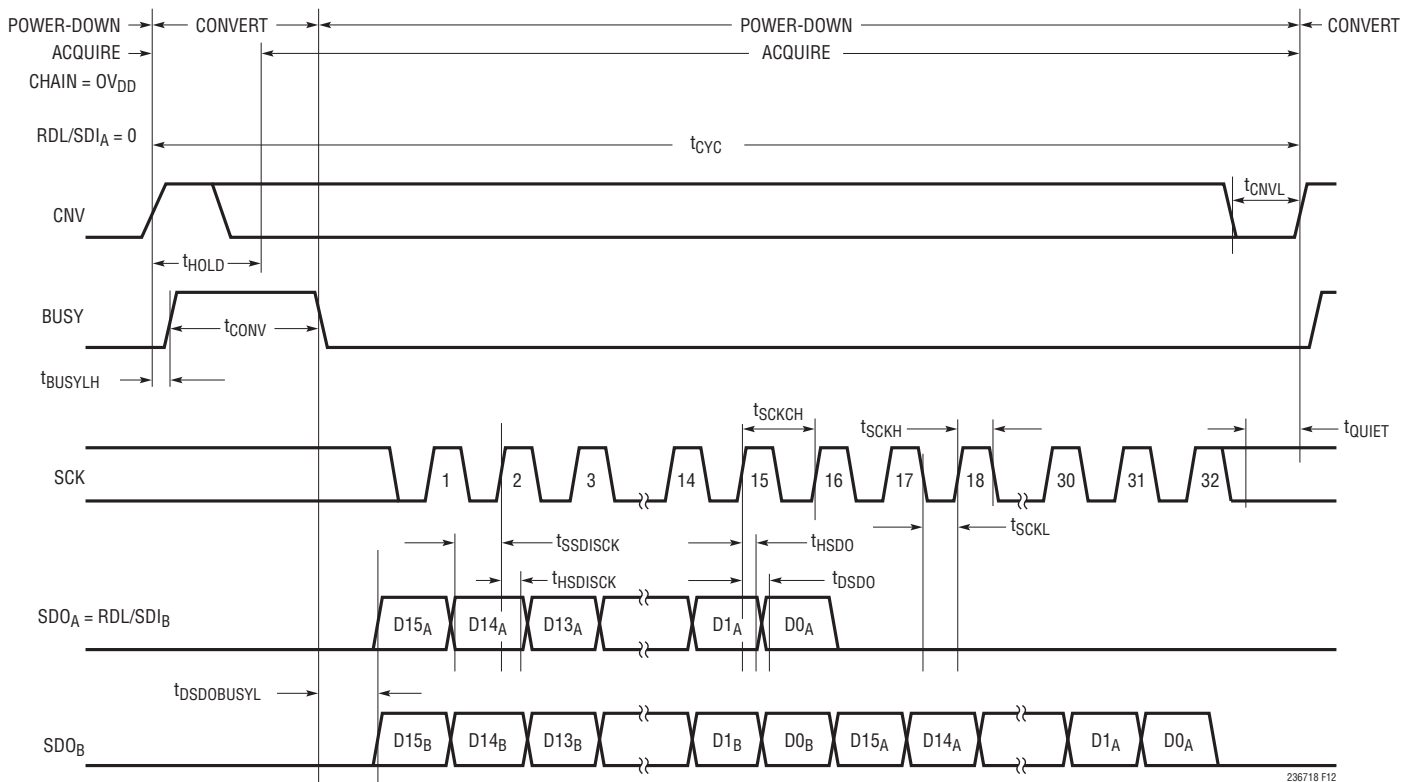 POWER-DOWN CONVERT POWER-DOWN CONVERT
ACQUIRE ACQUIRE
CHAIN = OVDD
RDL/SDIA = 0
tCYC
CNV tCNVL
tHOLD
BUSY tCONV
tBUSYLH
tSCKCH tSCKH tQUIET
SCK 1 2 3 14 15 16 17 18 30 31 32
tSSDISCK tHSDO tSCKL
tHSDISCK tDSDO
SDOA = RDL/SDIB D15A D14A D13A D1A D0A
tDSDOBUSYL
SDOB D15B D14B D13B D1B D0B D15A D14A D1A D0A
236718 F12